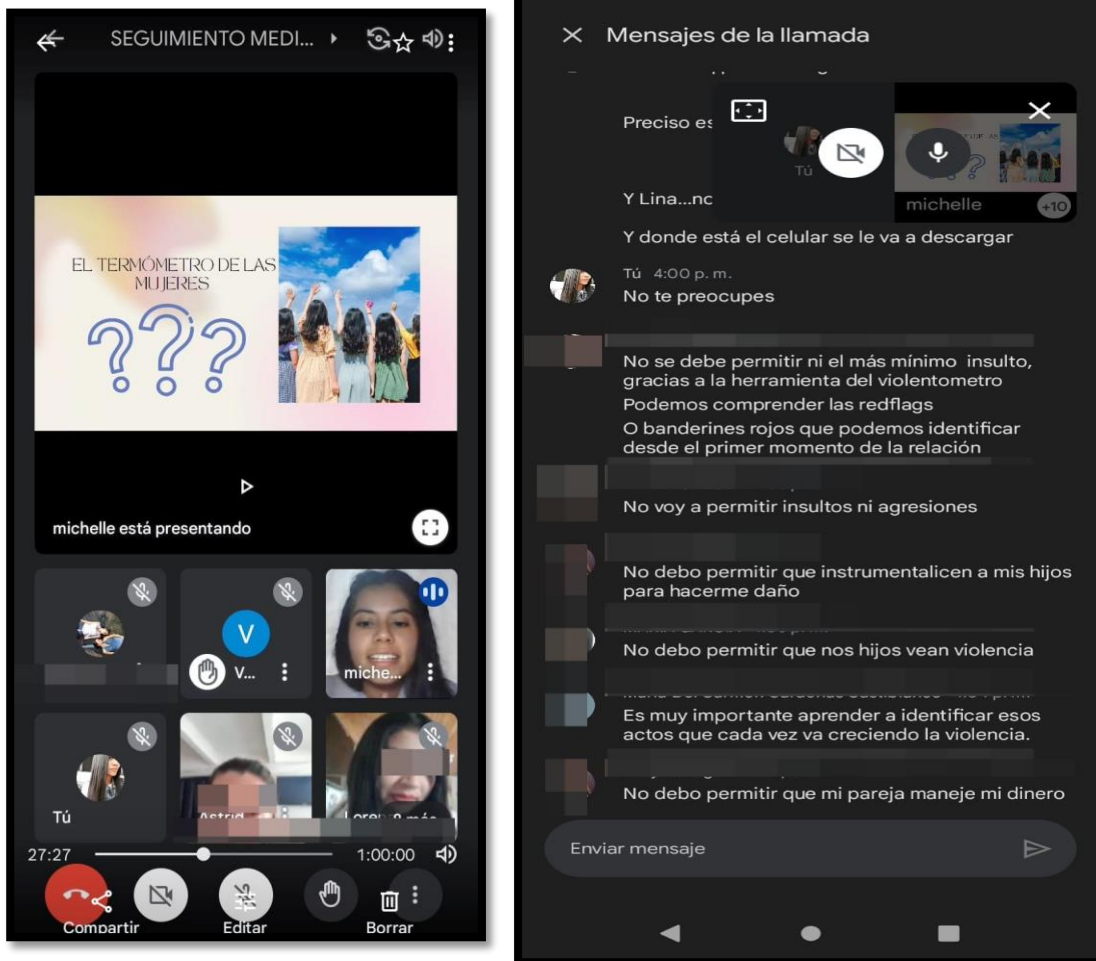 SEGUIMIENTO MEDI...
EL TERMÓMETRO DE LAS
MUJERES
???
michelle está presentando
V
V...
miche...
Tú
Astrid
27:27
1:00:00
Compartir
Editar
Borrar
Mensajes de la llamada
Preciso es
Tú
michelle
+10
Y Lina...no
Y donde está el celular se le va a descargar
Tú 4:00 p. m.
No te preocupes
No se debe permitir ni el más mínimo insulto,
gracias a la herramienta del violentometro
Podemos comprender las redflags
O banderines rojos que podemos identificar
desde el primer momento de la relación
No voy a permitir insultos ni agresiones
No debo permitir que instrumentalicen a mis hijos
para hacerme daño
No debo permitir que nos hijos vean violencia
Es muy importante aprender a identificar esos
actos que cada vez va creciendo la violencia.
No debo permitir que mi pareja maneje mi dinero
Enviar mensaje